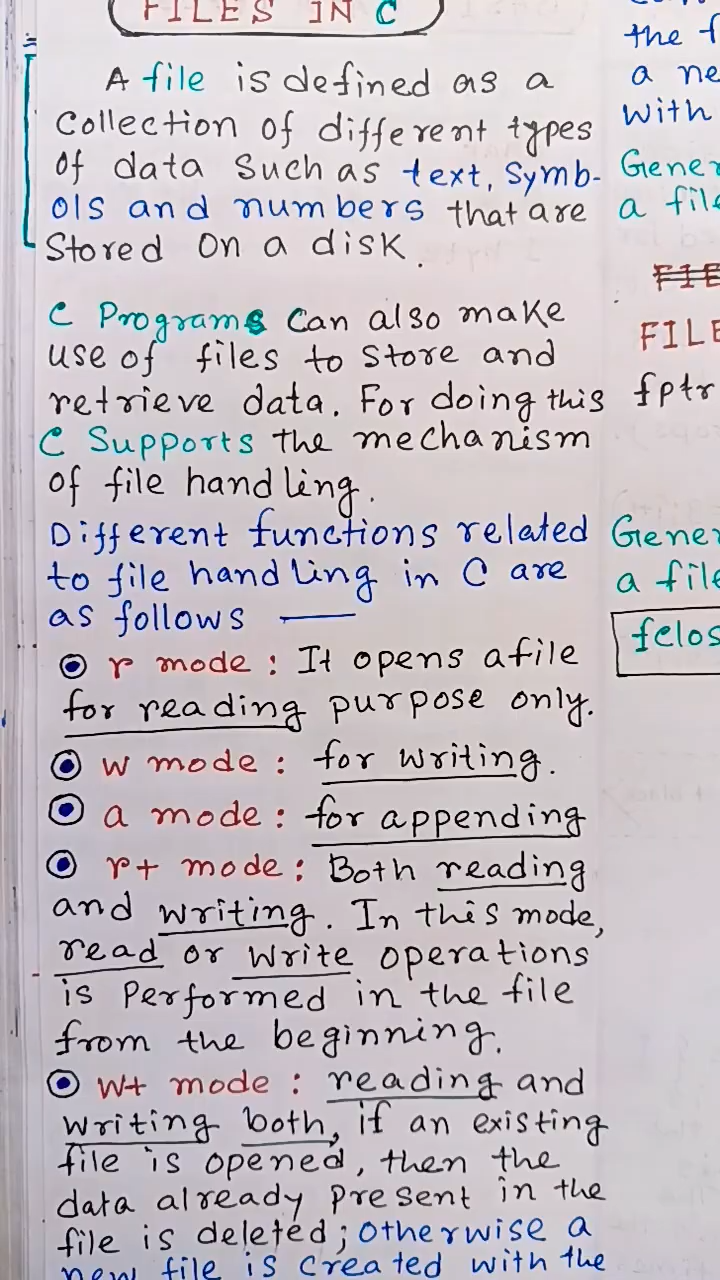 FILES IN C
A file is defined as a
Collection of different types
of data Such as text, Symb-
ols and numbers that are
Stored On a disk.
C Programs Can also make
use of files to Store and
retrieve data. For doing this
C Supports the mechanism
of file handling.
Different functions related
to file handling in C are
as follows —
r mode : It opens a file
for reading purpose only.
w mode : for writing.
a mode : for appending
r+ mode : Both reading
and writing. In this mode,
read or write operations
is Performed in the file
from the beginning.
w+ mode : reading and
writing both, if an existing
file is opened, then the
data already present in the
file is deleted; otherwise a
new file is Created with the
the f
a ne
with
Gener
a file
FILE
fptr
Gener
a file
fclos